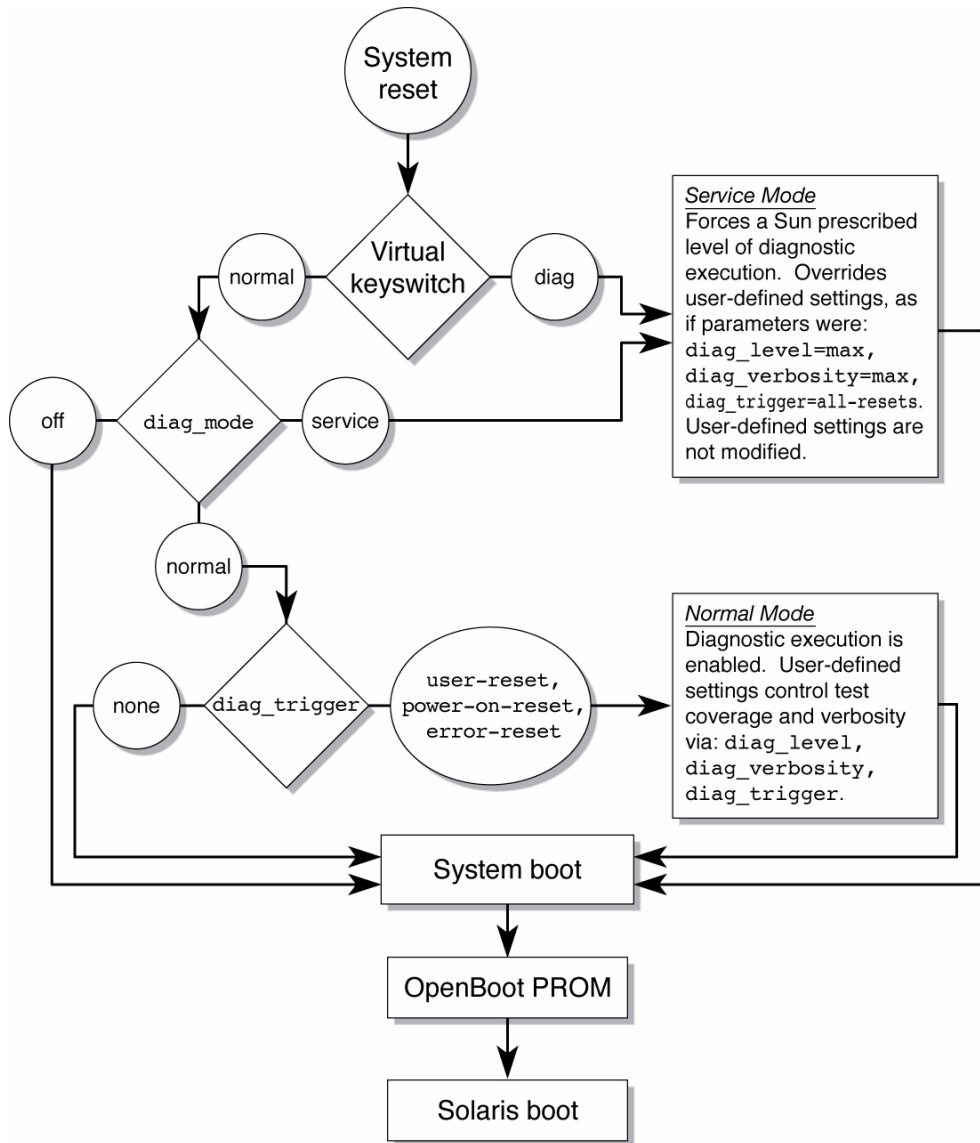 System
reset
Virtual
keyswitch
normal
diag
Service Mode
Forces a Sun prescribed
level of diagnostic
execution.  Overrides
user-defined settings, as
if parameters were:
diag_level=max,
diag_verbosity=max,
diag_trigger=all-resets.
User-defined settings are
not modified.
off
diag_mode
service
normal
none
diag_trigger
user-reset,
power-on-reset,
error-reset
Normal Mode
Diagnostic execution is
enabled.  User-defined
settings control test
coverage and verbosity
via: diag_level,
diag_verbosity,
diag_trigger.
System boot
OpenBoot PROM
Solaris boot